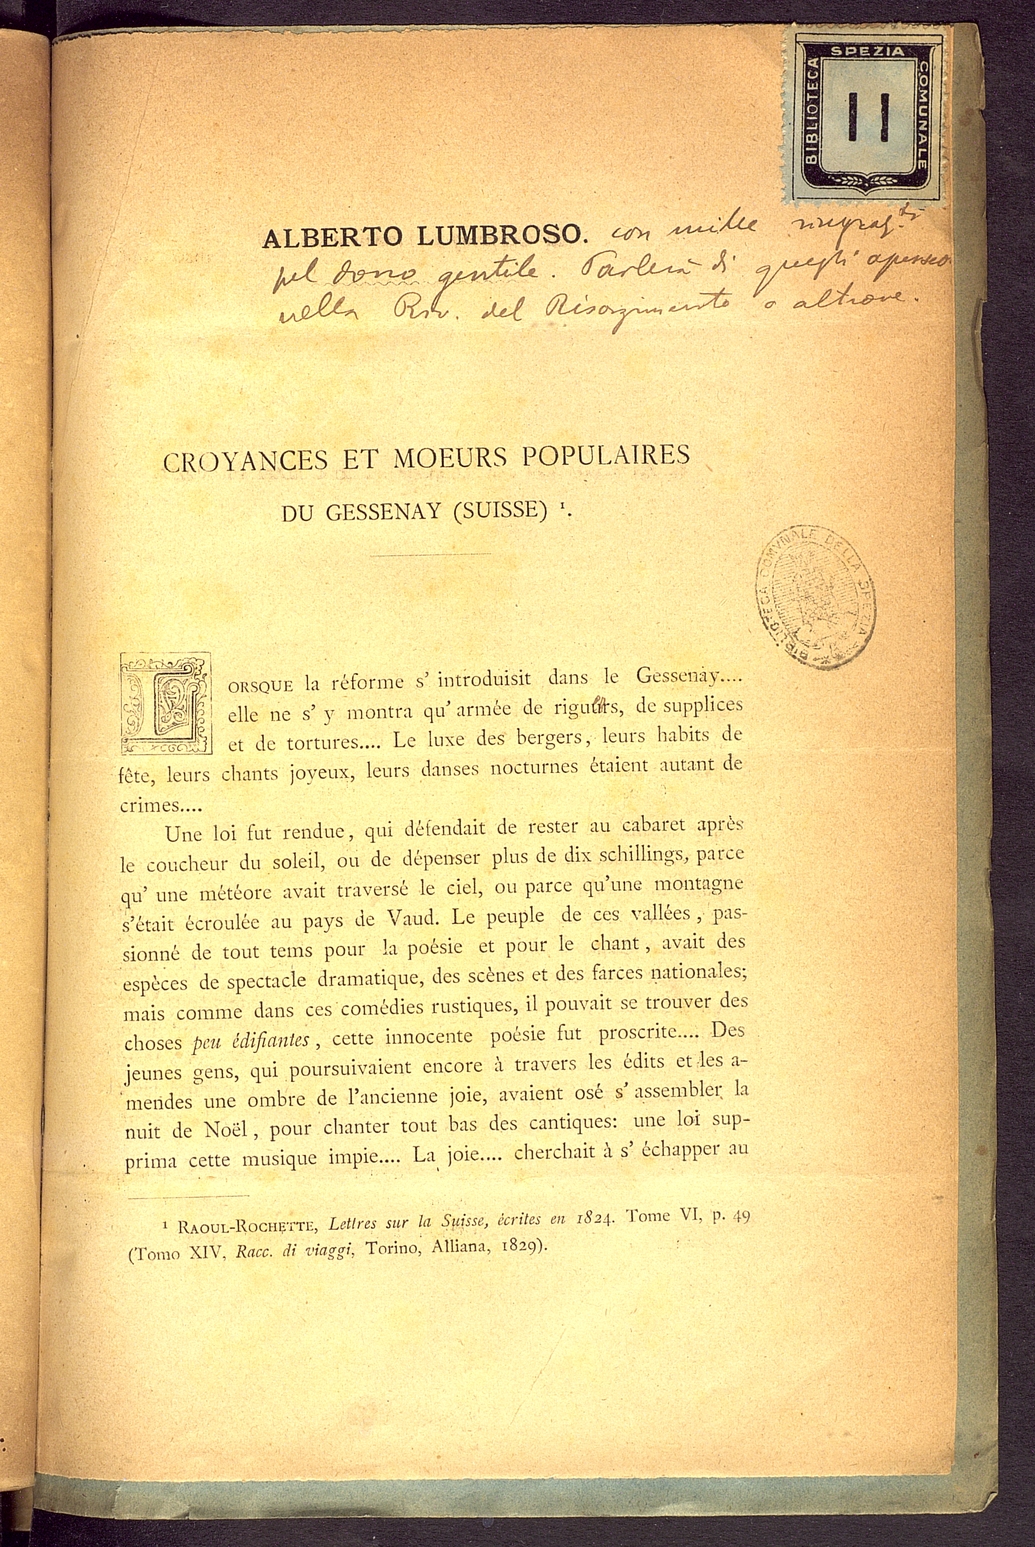 BIBLIOTECA SPEZIA COMUNALE
11
ALBERTO LUMBROSO. con mille ringraz.ti
pel dono gentile. Parlerà di quegli
nella Riv. del Risorgimento o altrove.
CROYANCES ET MOEURS POPULAIRES
DU GESSENAY (SUISSE) ¹.
BIBLIOTECA COMVNALE DELLA SPEZIA
LORSQUE la réforme s' introduisit dans le Gessenay....
elle ne s' y montra qu' armée de, de supplices
et de tortures.... Le luxe des bergers, leurs habits de
fête, leurs chants joyeux, leurs danses nocturnes étaient autant de
crimes....
Une loi fut rendue, qui défendait de rester au cabaret après
le coucheur du soleil, ou de dépenser plus de dix schillings, parce
qu' une météore avait traversé le ciel, ou parce qu'une montagne
s'était écroulée au pays de Vaud. Le peuple de ces vallées, pas-
sionné de tout tems pour la poésie et pour le chant, avait des
espèces de spectacle dramatique, des scènes et des farces nationales;
mais comme dans ces comédies rustiques, il pouvait se trouver des
choses peu édifiantes, cette innocente poésie fut proscrite.... Des
jeunes gens, qui poursuivaient encore à travers les édits et les a-
mendes une ombre de l'ancienne joie, avaient osé s' assembler la
nuit de Noël, pour chanter tout bas des cantiques: une loi sup-
prima cette musique impie.... La joie.... cherchait à s' échapper au
¹ RAOUL-ROCHETTE, Lettres sur la Suisse, écrites en 1824. Tome VI, p. 49
(Tomo XIV, Racc. di viaggi, Torino, Alliana, 1829).